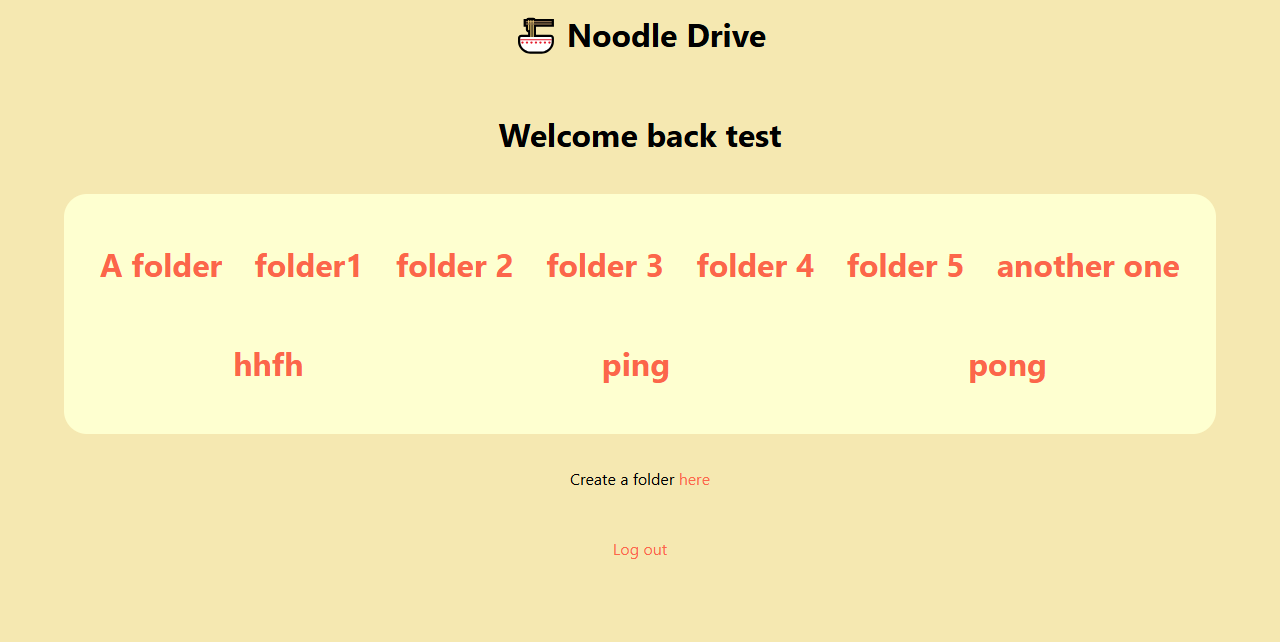 Noodle Drive
Welcome back test
A folder folder1 folder 2 folder 3 folder 4 folder 5 another one
hhfh ping pong
Create a folder here
Log out